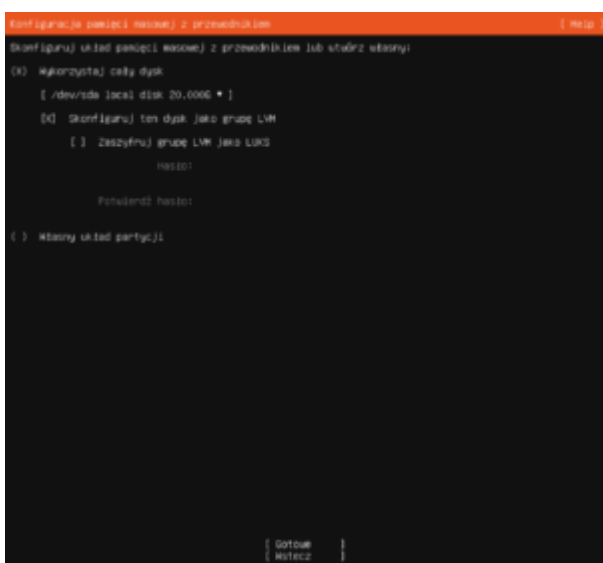 Konfiguracja pamięci masowej z przewodnikiem [ Help ]
Skonfiguruj układ pamięci masowej z przewodnikiem lub utwórz własny:
(X) Wykorzystaj cały dysk
[ /dev/sda local disk 20.000G ▾ ]
[X] Skonfiguruj ten dysk jako grupę LVM
[ ] Zaszyfruj grupę LVM jako LUKS
Hasło:
Potwierdź hasło:
( ) Własny układ partycji
[ Gotowe ]
[ Wstecz ]